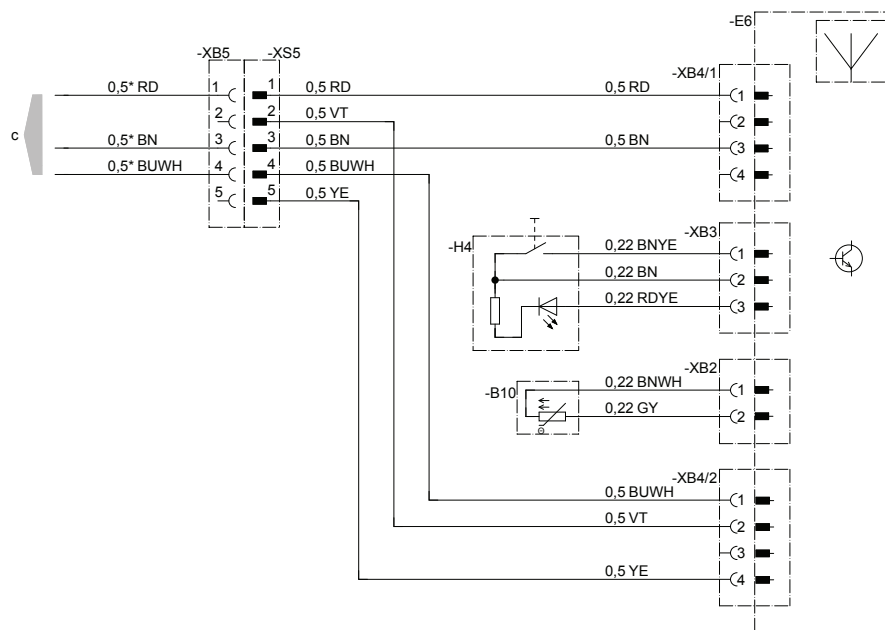 -E6
-XB5 -XS5
-XB4/1
0,5* RD 1 1 0,5 RD 0,5 RD 1
2 2 0,5 VT 2
c 0,5* BN 3 3 0,5 BN 0,5 BN 3
0,5* BUWH 4 4 0,5 BUWH 4
5 5 0,5 YE
-XB3
-H4 0,22 BNYE 1
0,22 BN 2
0,22 RDYE 3
-XB2
-B10 0,22 BNWH 1
0,22 GY 2
-XB4/2
0,5 BUWH 1
0,5 VT 2
3
0,5 YE 4